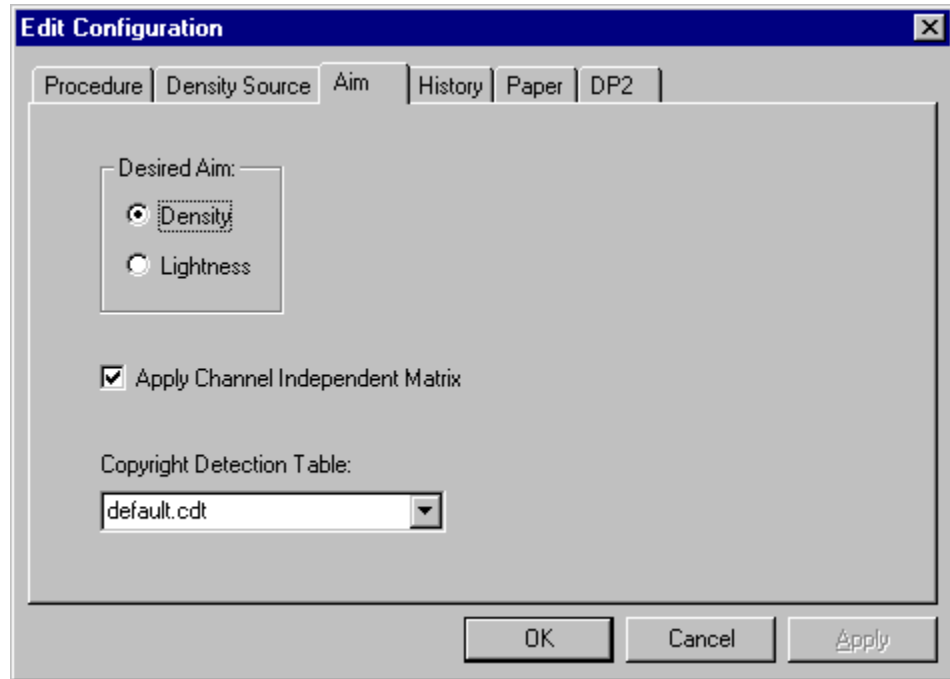 Edit Configuration
Procedure Density Source Aim History Paper DP2
Desired Aim:
Density
Lightness
Apply Channel Independent Matrix
Copyright Detection Table:
default.cdt
OK Cancel Apply